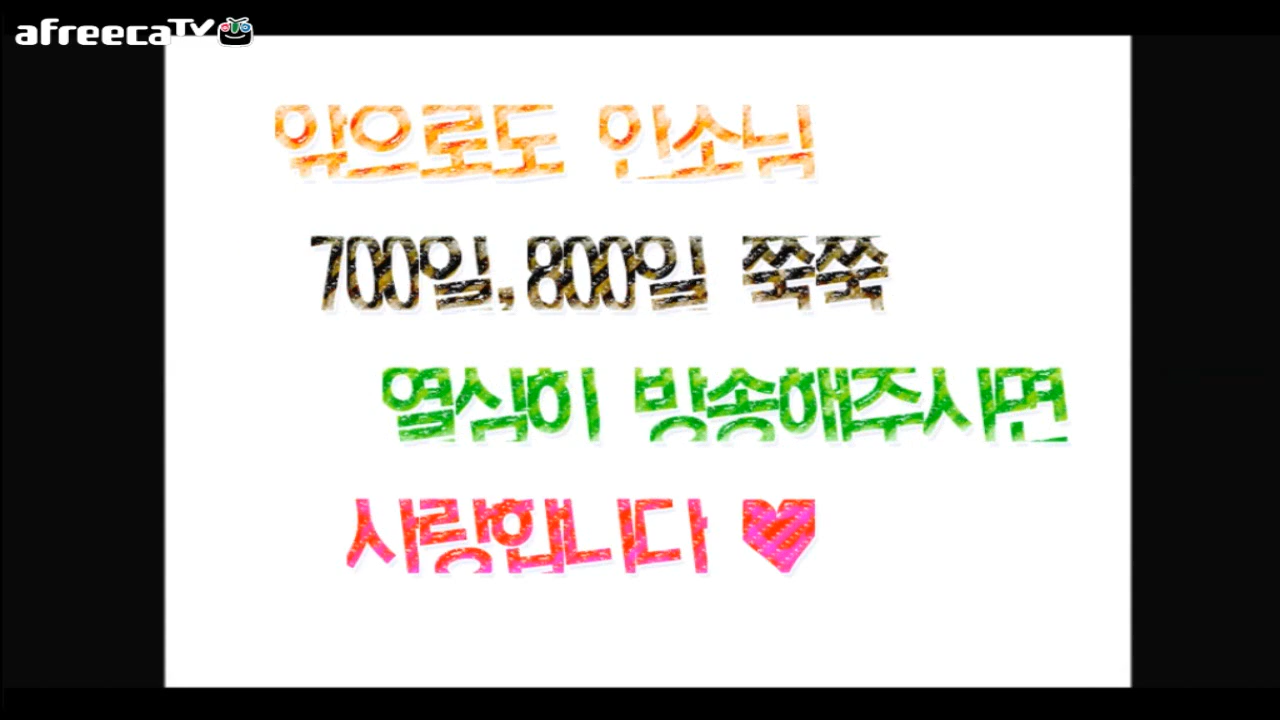 afreecaTV
앞으로도 인소님
700일, 800일 쭉쭉
열심히 방송해주시면
사랑합니다 ♥